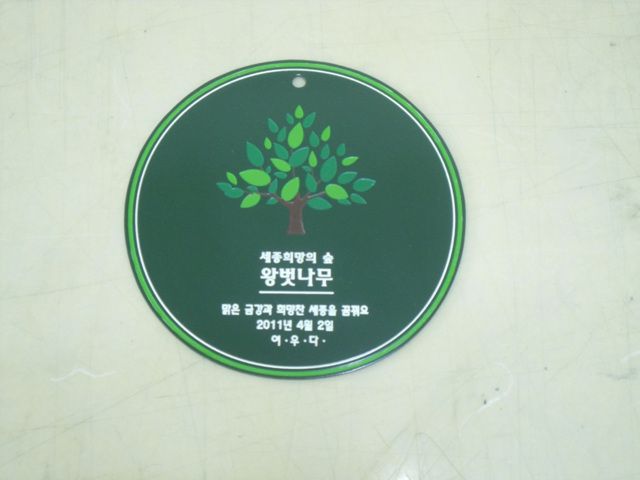 세종희망의 숲
왕벚나무
맑은 금강과 희망찬 세종을 꿈꿔요
2011년 4월 2일
여·우·다·